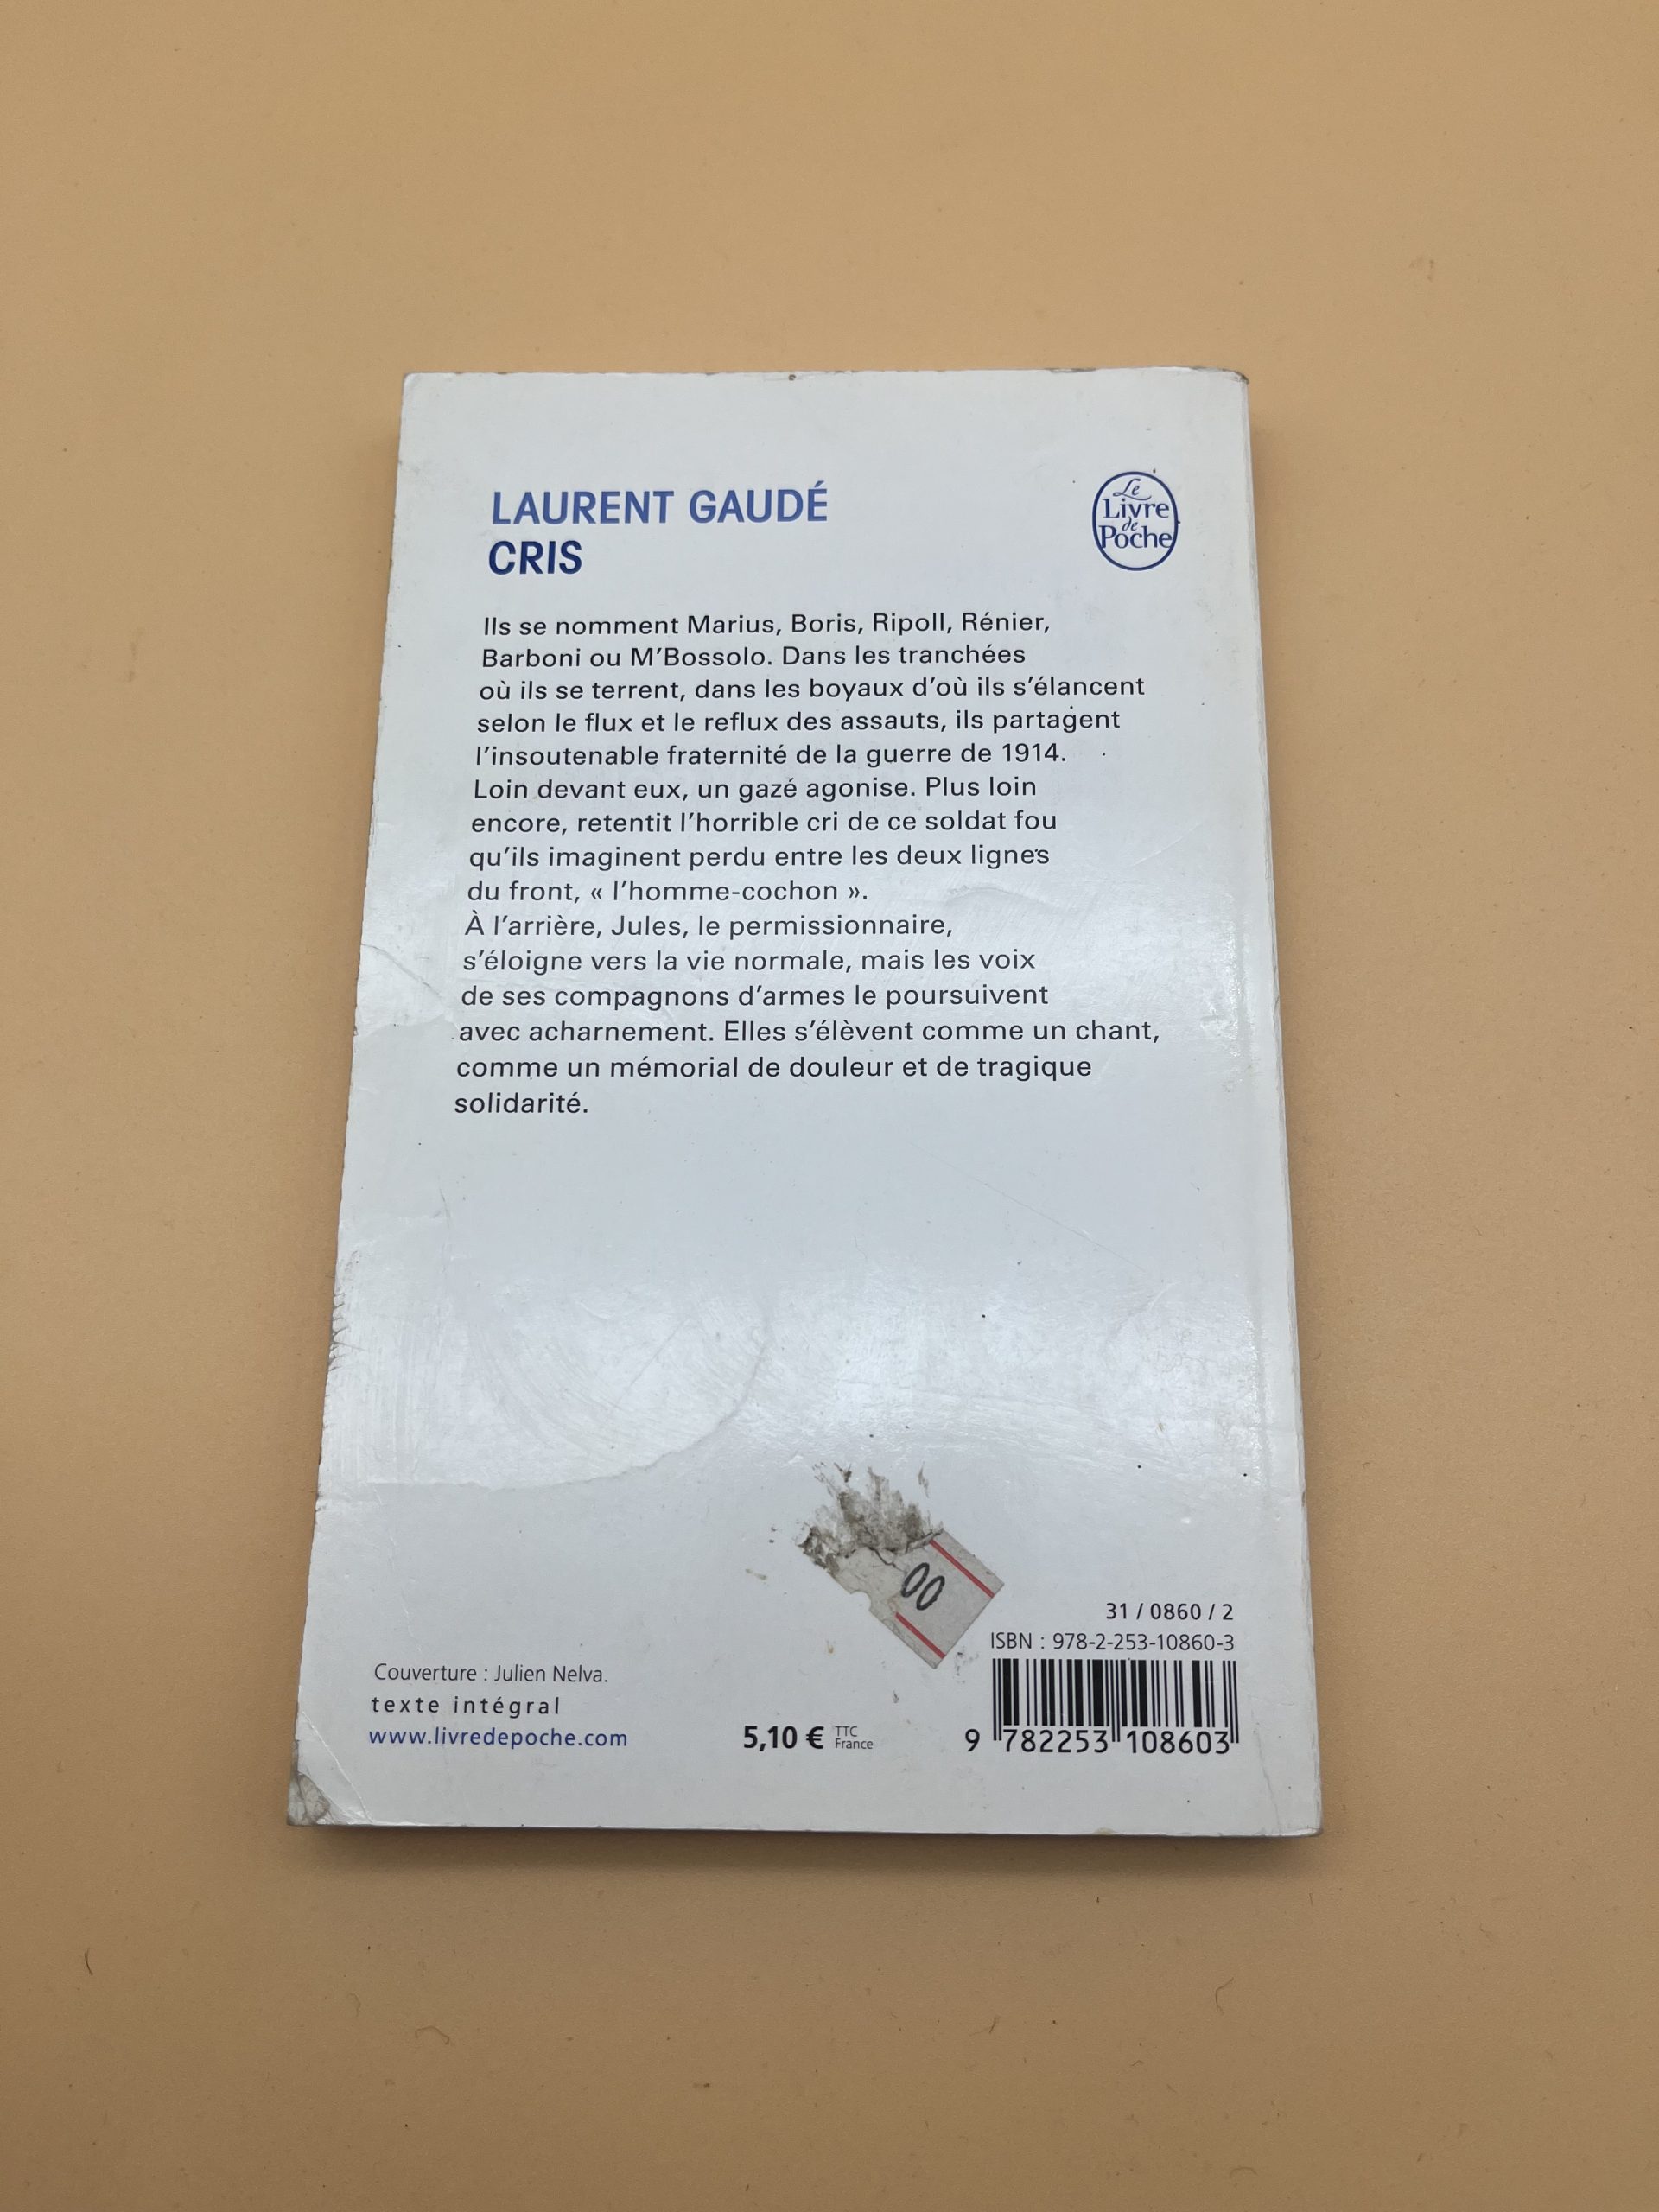 LAURENT GAUDÉ
CRIS
Le
Livre
de
Poche
Ils se nomment Marius, Boris, Ripoll, Rénier,
Barboni ou M'Bossolo. Dans les tranchées
où ils se terrent, dans les boyaux d'où ils s'élancent
selon le flux et le reflux des assauts, ils partagent
l'insoutenable fraternité de la guerre de 1914.
Loin devant eux, un gazé agonise. Plus loin
encore, retentit l'horrible cri de ce soldat fou
qu'ils imaginent perdu entre les deux lignes
du front, « l'homme-cochon ».
À l'arrière, Jules, le permissionnaire,
s'éloigne vers la vie normale, mais les voix
de ses compagnons d'armes le poursuivent
avec acharnement. Elles s'élèvent comme un chant,
comme un mémorial de douleur et de tragique
solidarité.
00
31 / 0860 / 2
ISBN : 978-2-253-10860-3
Couverture : Julien Nelva.
texte intégral
www.livredepoche.com
5,10 € TTC
France
9 782253 108603